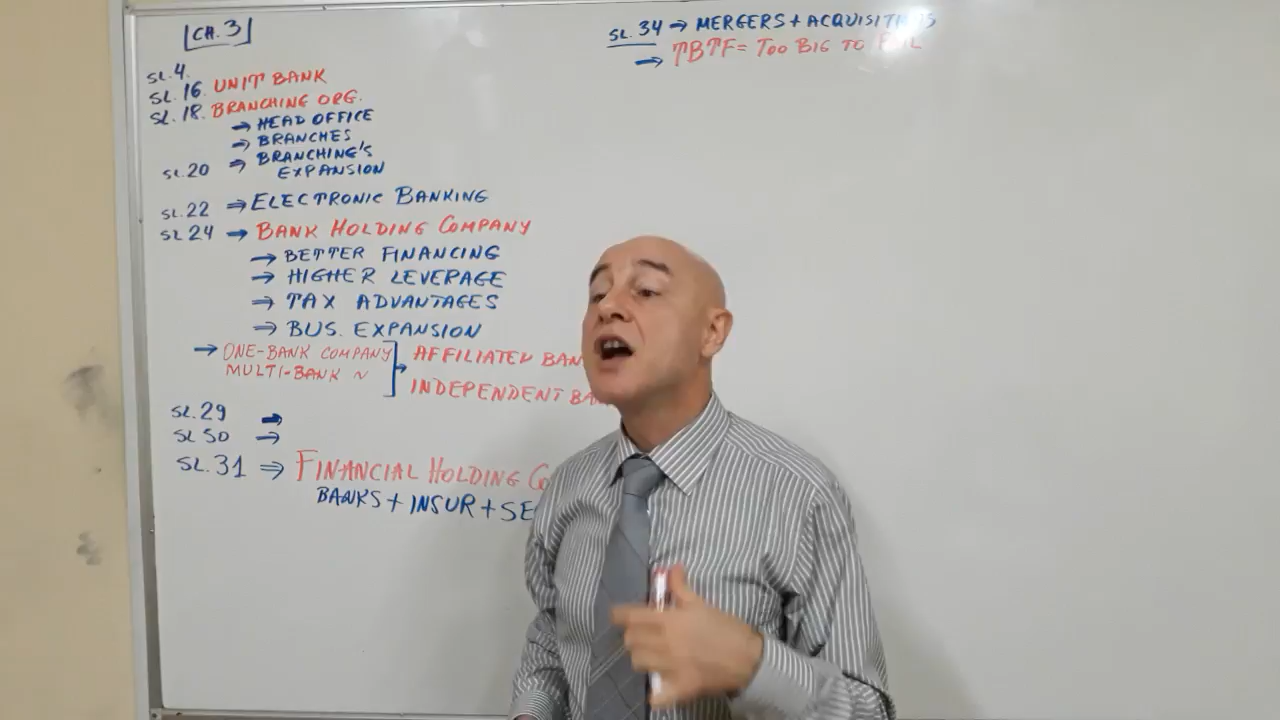 CH. 3
SL. 4.
SL. 16. UNIT BANK
SL. 18. BRANCHING ORG.
→ HEAD OFFICE
→ BRANCHES
SL. 20 → BRANCHING'S
EXPANSION
SL. 22 ⇒ ELECTRONIC BANKING
SL 24 → BANK HOLDING COMPANY
→ BETTER FINANCING
→ HIGHER LEVERAGE
→ TAX ADVANTAGES
→ BUS. EXPANSION
→ ONE-BANK COMPANY
MULTI-BANK ~
→ AFFILIATED BAN
INDEPENDENT BA
SL. 29 →
SL 30 →
SL. 31 ⇒ FINANCIAL HOLDING CO
BANKS + INSUR + SE
SL. 34 → MERGERS + ACQUISITIONS
→ TBTF = TOO BIG TO FAIL